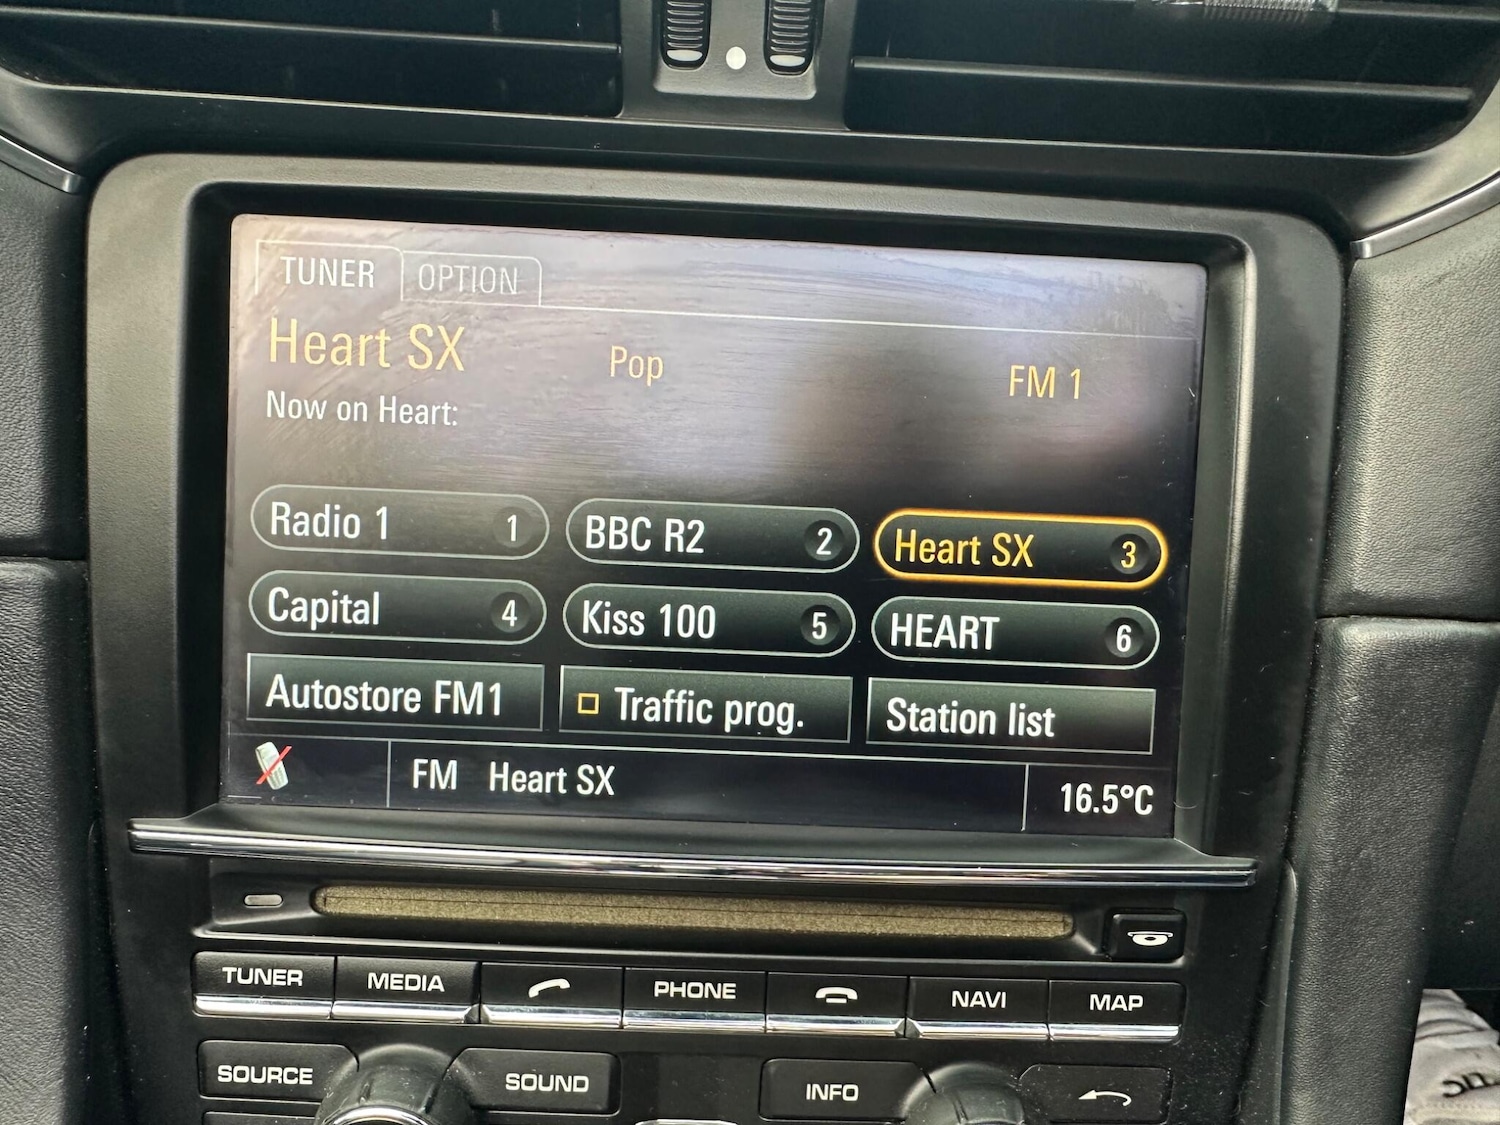 TUNER OPTION
Heart SX Pop FM 1
Now on Heart:
Radio 1 1 BBC R2 2 Heart SX 3
Capital 4 Kiss 100 5 HEART 6
Autostore FM1 Traffic prog. Station list
FM Heart SX 16.5°C
TUNER MEDIA PHONE NAVI MAP
SOURCE SOUND INFO